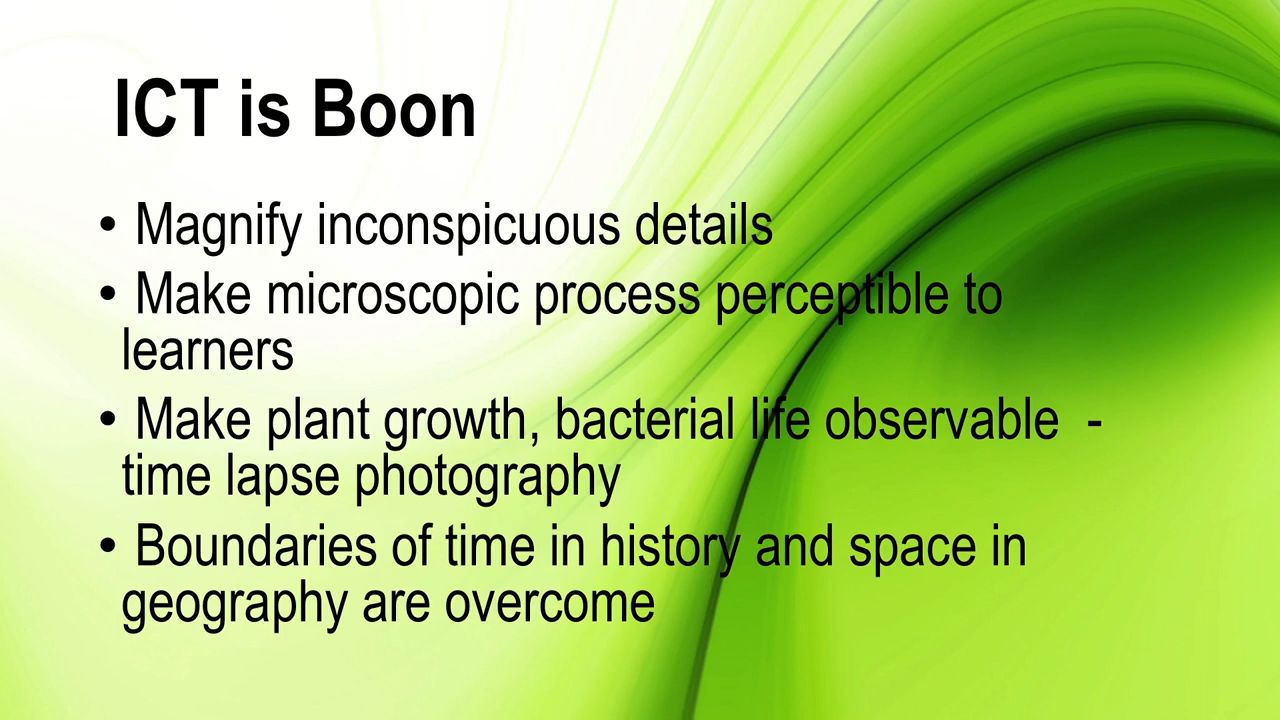 ICT is Boon
• Magnify inconspicuous details
• Make microscopic process perceptible to
learners
• Make plant growth, bacterial life observable  -
time lapse photography
• Boundaries of time in history and space in
geography are overcome